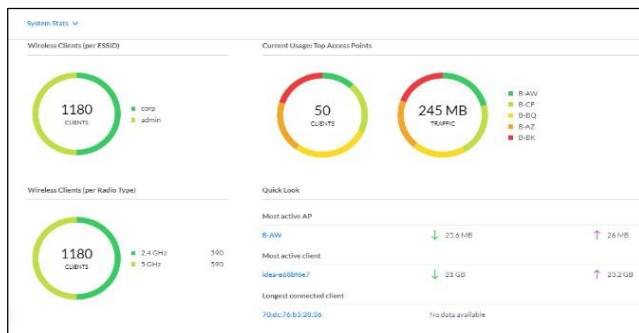 System Stats
Wireless Clients (per ESSID)
1180
CLIENTS
corp
admin
Current Usage: Top Access Points
50
CLIENTS
245 MB
TRAFFIC
B-AW
B-CF
B-BQ
B-AZ
B-BK
Wireless Clients (per Radio Type)
1180
CLIENTS
2.4 GHz 590
5 GHz 590
Quick Look
Most active AP
B-AW ↓ 25.6 MB ↑ 26 MB
Most active client
idea-e68bf6e7 ↓ 21 GB ↑ 23.2 GB
Longest connected client
70:dc:76:b3:28:36 No data available